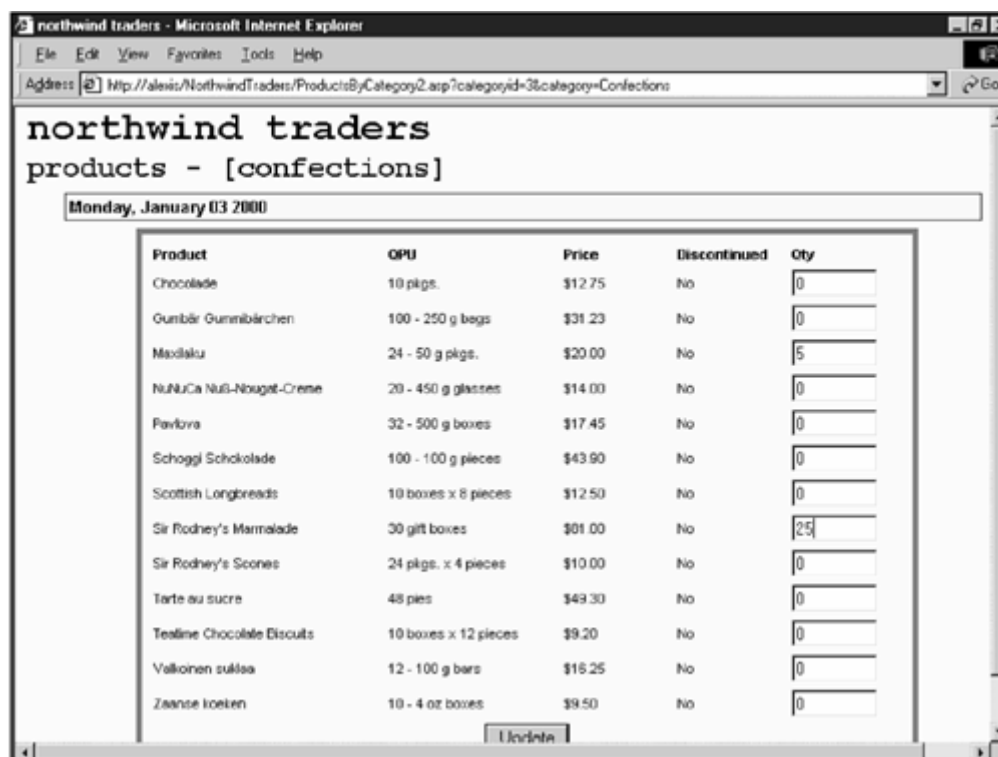 northwind traders - Microsoft Internet Explorer
File Edit View Favorites Tools Help
Address http://alexis/NorthwindTraders/ProductsByCategory2.asp?categoryid=3&category=Confections Go
northwind traders
products - [confections]
Monday, January 03 2000
Product QPU Price Discontinued Qty
Chocolade 10 pkgs. $12.75 No 0
Gumbär Gummibärchen 100 - 250 g bags $31.23 No 0
Maxilaku 24 - 50 g pkgs. $20.00 No 5
NuNuCa Nuß-Nougat-Creme 20 - 450 g glasses $14.00 No 0
Pavlova 32 - 500 g boxes $17.45 No 0
Schoggi Schokolade 100 - 100 g pieces $43.90 No 0
Scottish Longbreads 10 boxes x 8 pieces $12.50 No 0
Sir Rodney's Marmalade 30 gift boxes $81.00 No 25
Sir Rodney's Scones 24 pkgs. x 4 pieces $10.00 No 0
Tarte au sucre 48 pies $49.30 No 0
Teatime Chocolate Biscuits 10 boxes x 12 pieces $9.20 No 0
Valkoinen suklaa 12 - 100 g bars $16.25 No 0
Zaanse koeken 10 - 4 oz boxes $9.50 No 0
Update